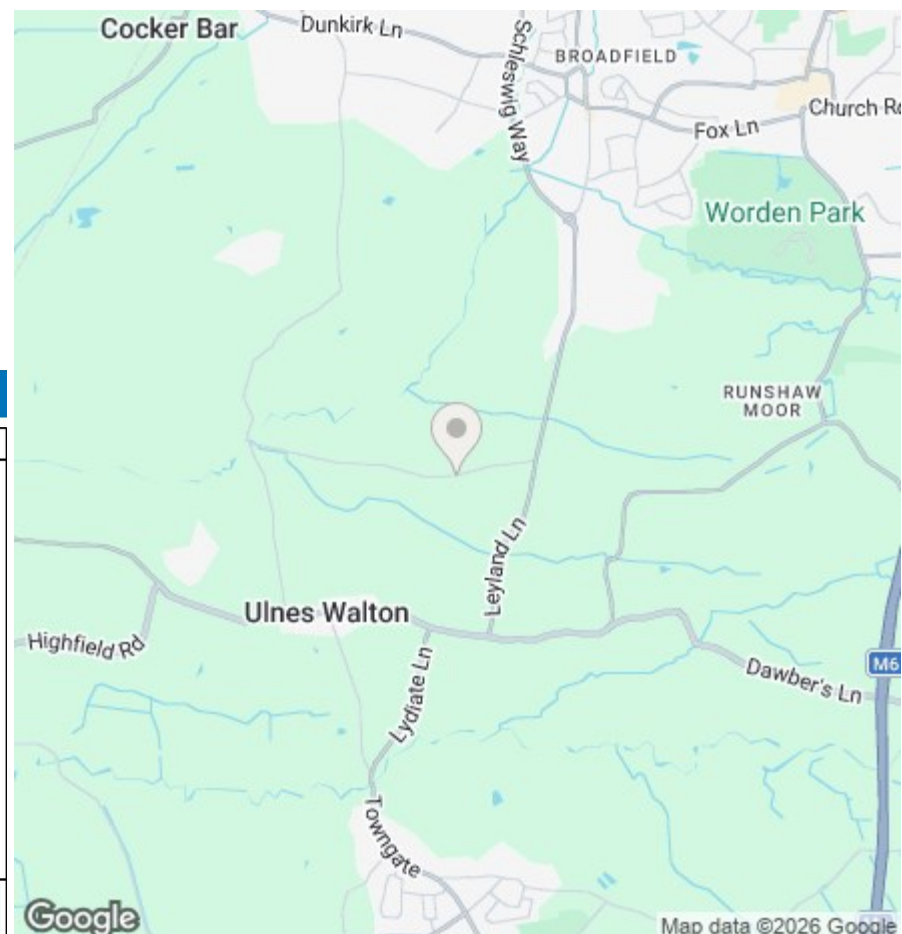 Cocker Bar
Dunkirk Ln
Schleswig Way
BROADFIELD
Church Rd
Fox Ln
Worden Park
RUNSHAW
MOOR
Leyland Ln
Ulnes Walton
Highfield Rd
M6
Lydiate Ln
Dawber's Ln
Towngate
Google
Map data ©2026 Google